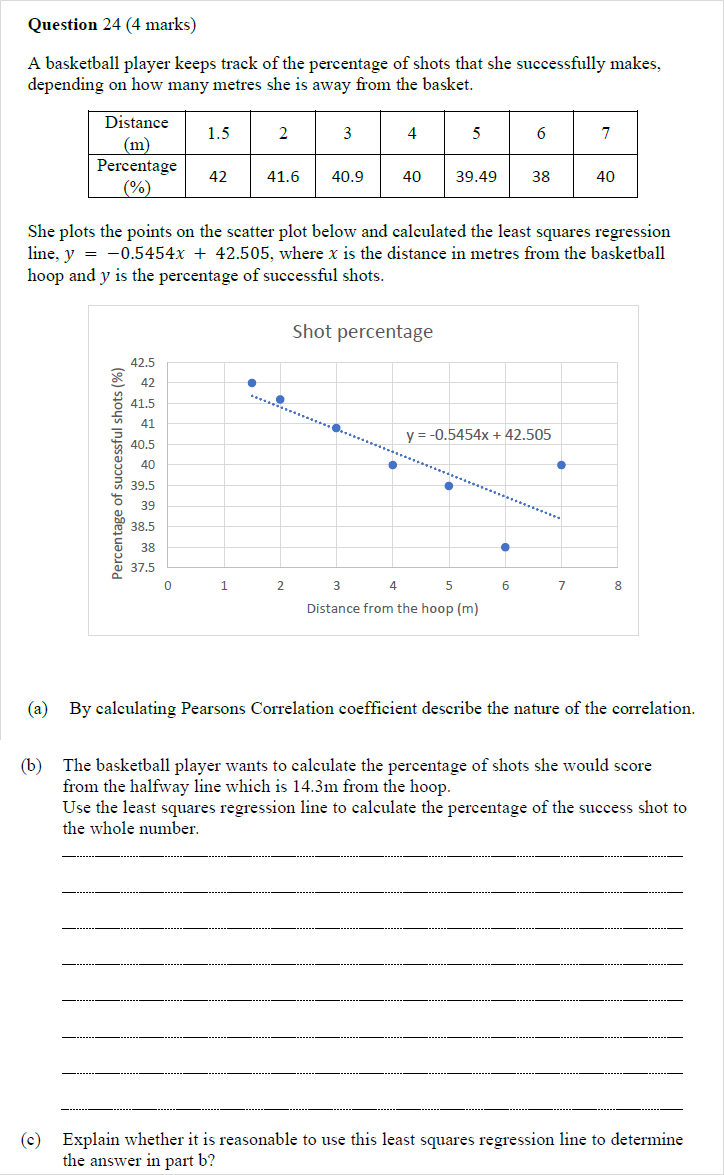 Question 24 (4 marks)
A basketball player keeps track of the percentage of shots that she successfully makes,
depending on how many metres she is away from the basket.
Distance (m) 1.5 2 3 4 5 6 7
Percentage (%) 42 41.6 40.9 40 39.49 38 40
She plots the points on the scatter plot below and calculated the least squares regression
line, y = −0.5454x + 42.505, where x is the distance in metres from the basketball
hoop and y is the percentage of successful shots.
Shot percentage
Percentage of successful shots (%)
42.5
42
41.5
41
40.5
40
39.5
39
38.5
38
37.5
y = -0.5454x + 42.505
0 1 2 3 4 5 6 7 8
Distance from the hoop (m)
(a) By calculating Pearsons Correlation coefficient describe the nature of the correlation.
(b) The basketball player wants to calculate the percentage of shots she would score
from the halfway line which is 14.3m from the hoop.
Use the least squares regression line to calculate the percentage of the success shot to
the whole number.
(c) Explain whether it is reasonable to use this least squares regression line to determine
the answer in part b?